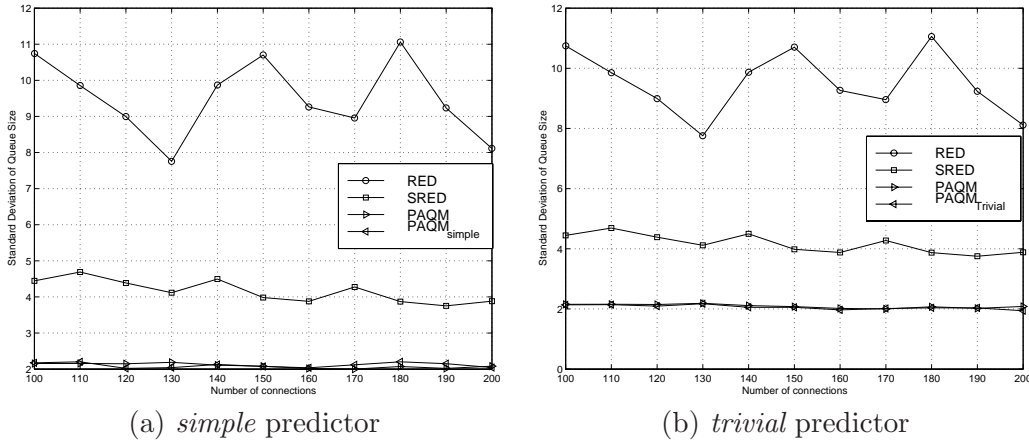 12
11
10
9
8
7
6
5
4
3
2
Standard Deviation of Queue Size
RED
SRED
PAQM
PAQM simple
100 110 120 130 140 150 160 170 180 190 200
Number of connections
(a) simple predictor
12
10
8
6
4
2
0
Standard Deviation of Queue Size
RED
SRED
PAQM
PAQM Trivial
100 110 120 130 140 150 160 170 180 190 200
Number of connections
(b) trivial predictor